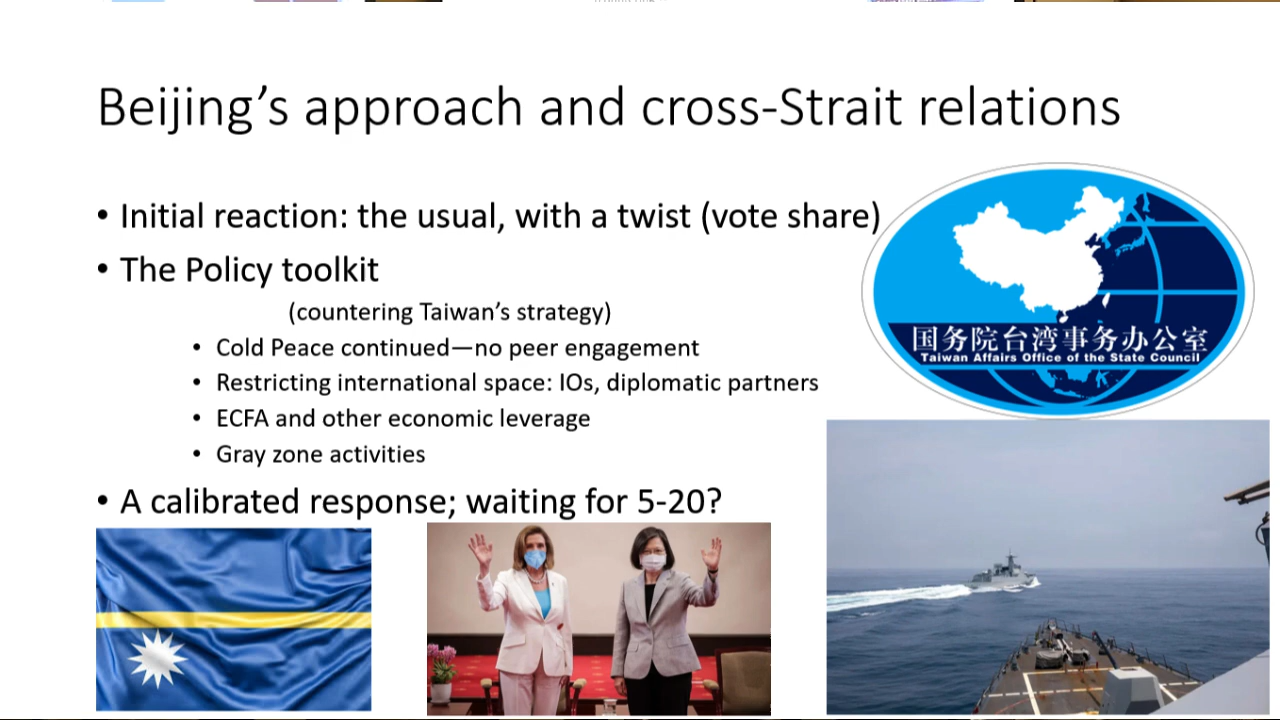 Beijing’s approach and cross-Strait relations
• Initial reaction: the usual, with a twist (vote share)
• The Policy toolkit
(countering Taiwan’s strategy)
• Cold Peace continued—no peer engagement
• Restricting international space: IOs, diplomatic partners
• ECFA and other economic leverage
• Gray zone activities
• A calibrated response; waiting for 5-20?
国务院台湾事务办公室
Taiwan Affairs Office of the State Council